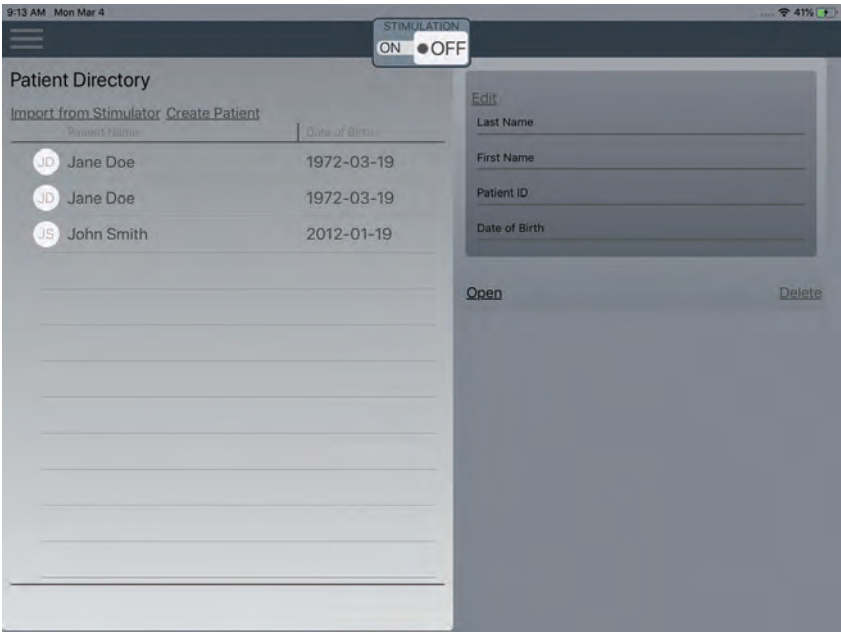 9:13 AM Mon Mar 4
41%
STIMULATION
ON OFF
Patient Directory
Import from Stimulator Create Patient
Patient Name Date of Birth
JD Jane Doe 1972-03-19
JD Jane Doe 1972-03-19
JS John Smith 2012-01-19
Edit
Last Name
First Name
Patient ID
Date of Birth
Open Delete